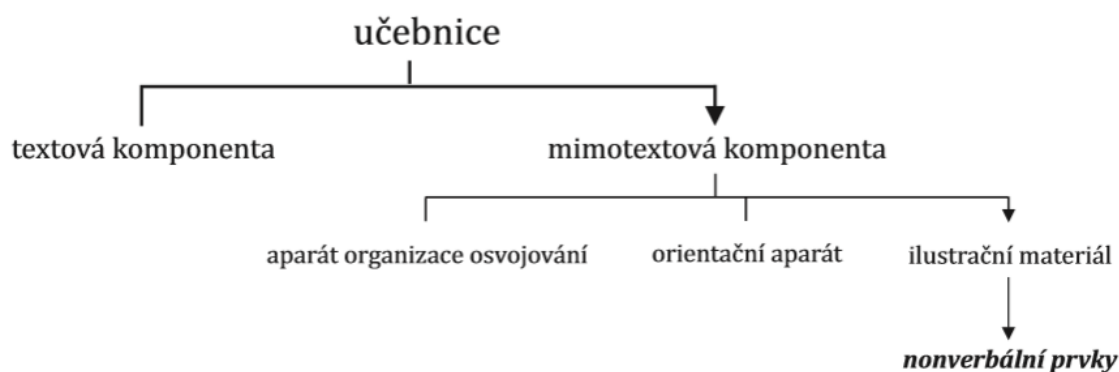 učebnice
textová komponenta
mimotextová komponenta
aparát organizace osvojování
orientační aparát
ilustrační materiál
nonverbální prvky